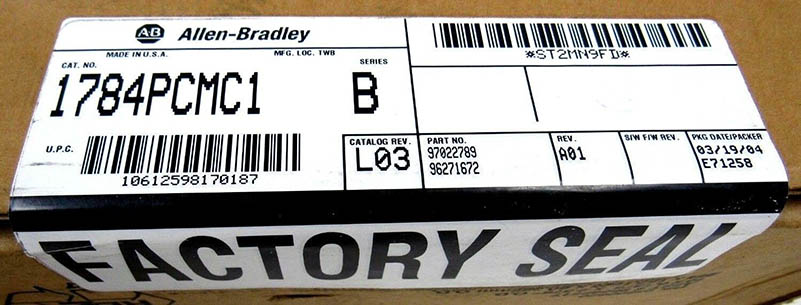 AB Allen-Bradley
MADE IN U.S.A. MFG. LOC. TWB
CAT. NO. SERIES
1784PCMC1 B
*ST2MN9FD*
U.P.C.
10612598170187
CATALOG REV.
L03
PART NO.
97022789
96271672
REV.
A01
S/W F/W REV.
PKG DATE/PACKER
03/19/04
E71258
FACTORY SEAL